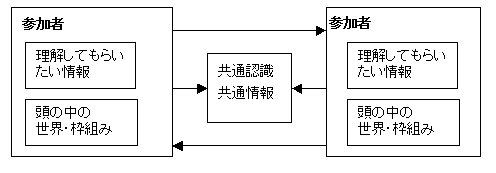 参加者
理解してもらい
たい情報
頭の中の
世界・枠組み
共通認識
共通情報
参加者
理解してもらい
たい情報
頭の中の
世界・枠組み